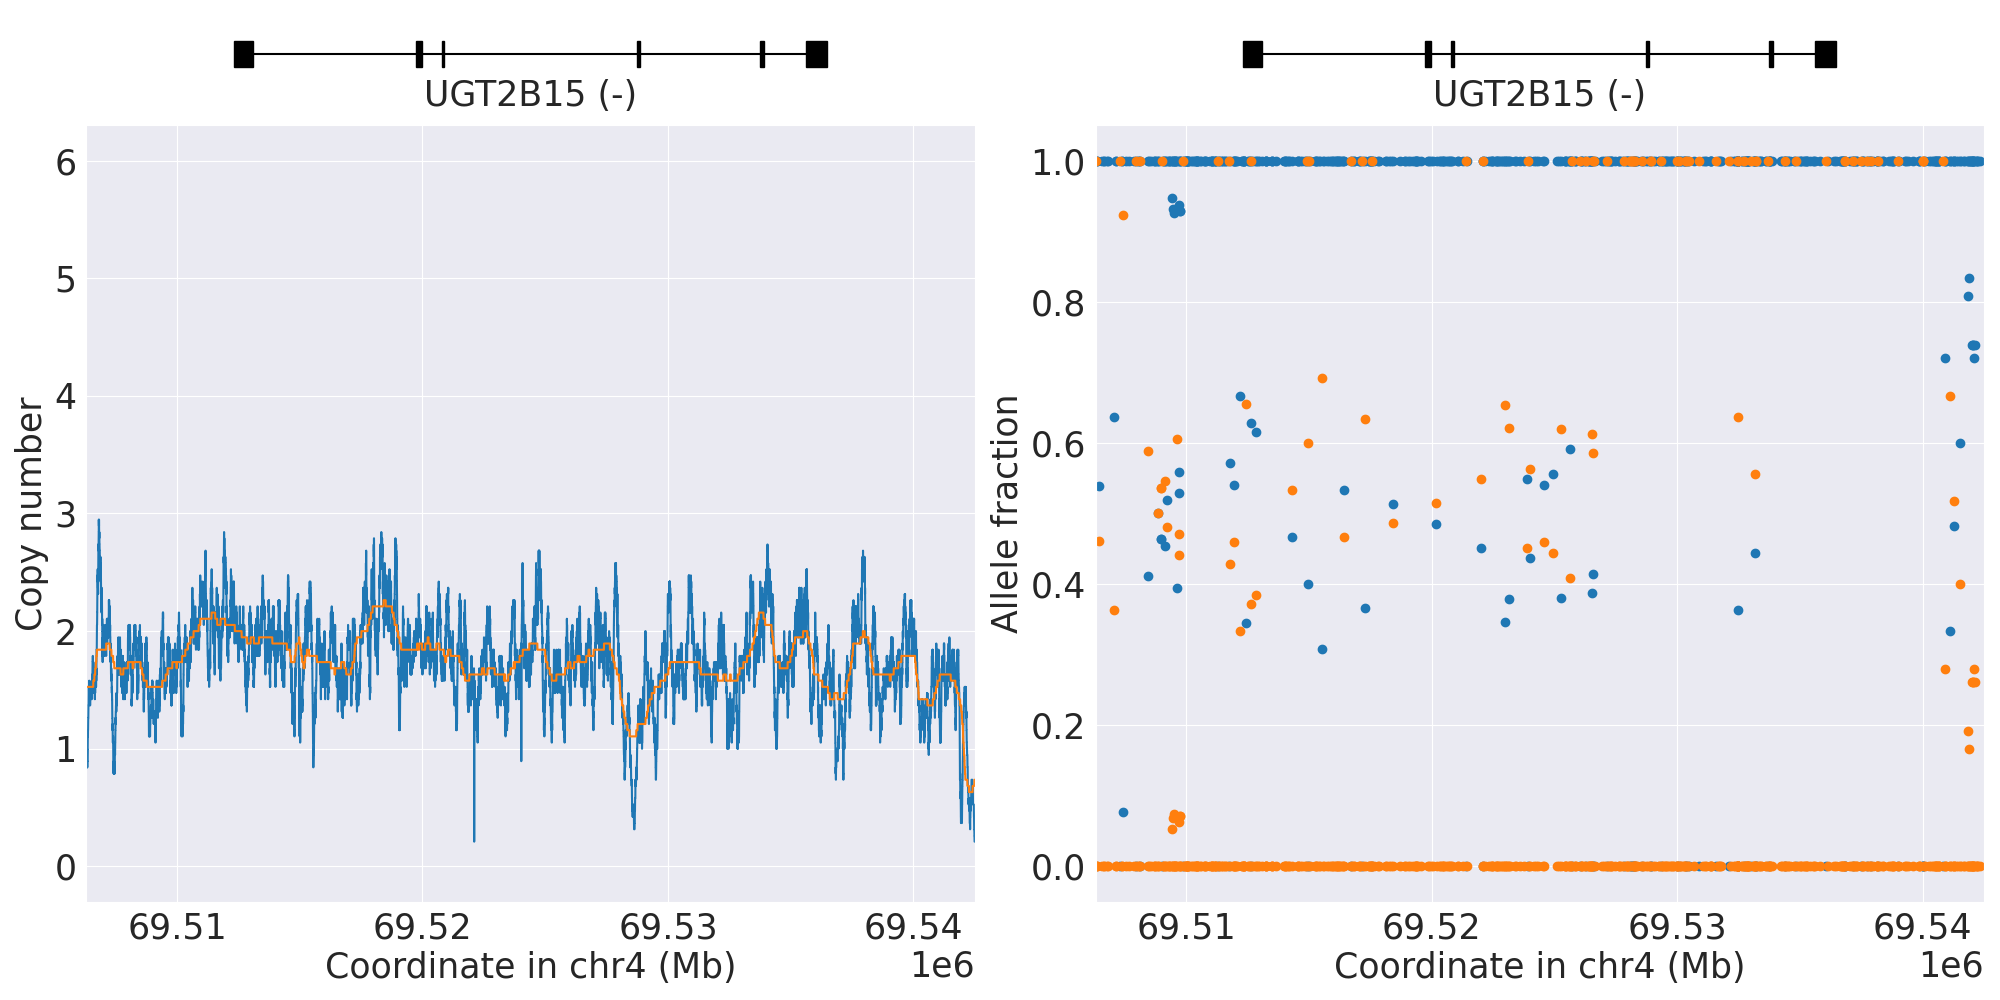 UGT2B15 (-)
6
5
4
3
2
1
0
Copy number
69.51 69.52 69.53 69.54
Coordinate in chr4 (Mb)
1e6
UGT2B15 (-)
1.0
0.8
0.6
0.4
0.2
0.0
Allele fraction
69.51 69.52 69.53 69.54
Coordinate in chr4 (Mb)
1e6